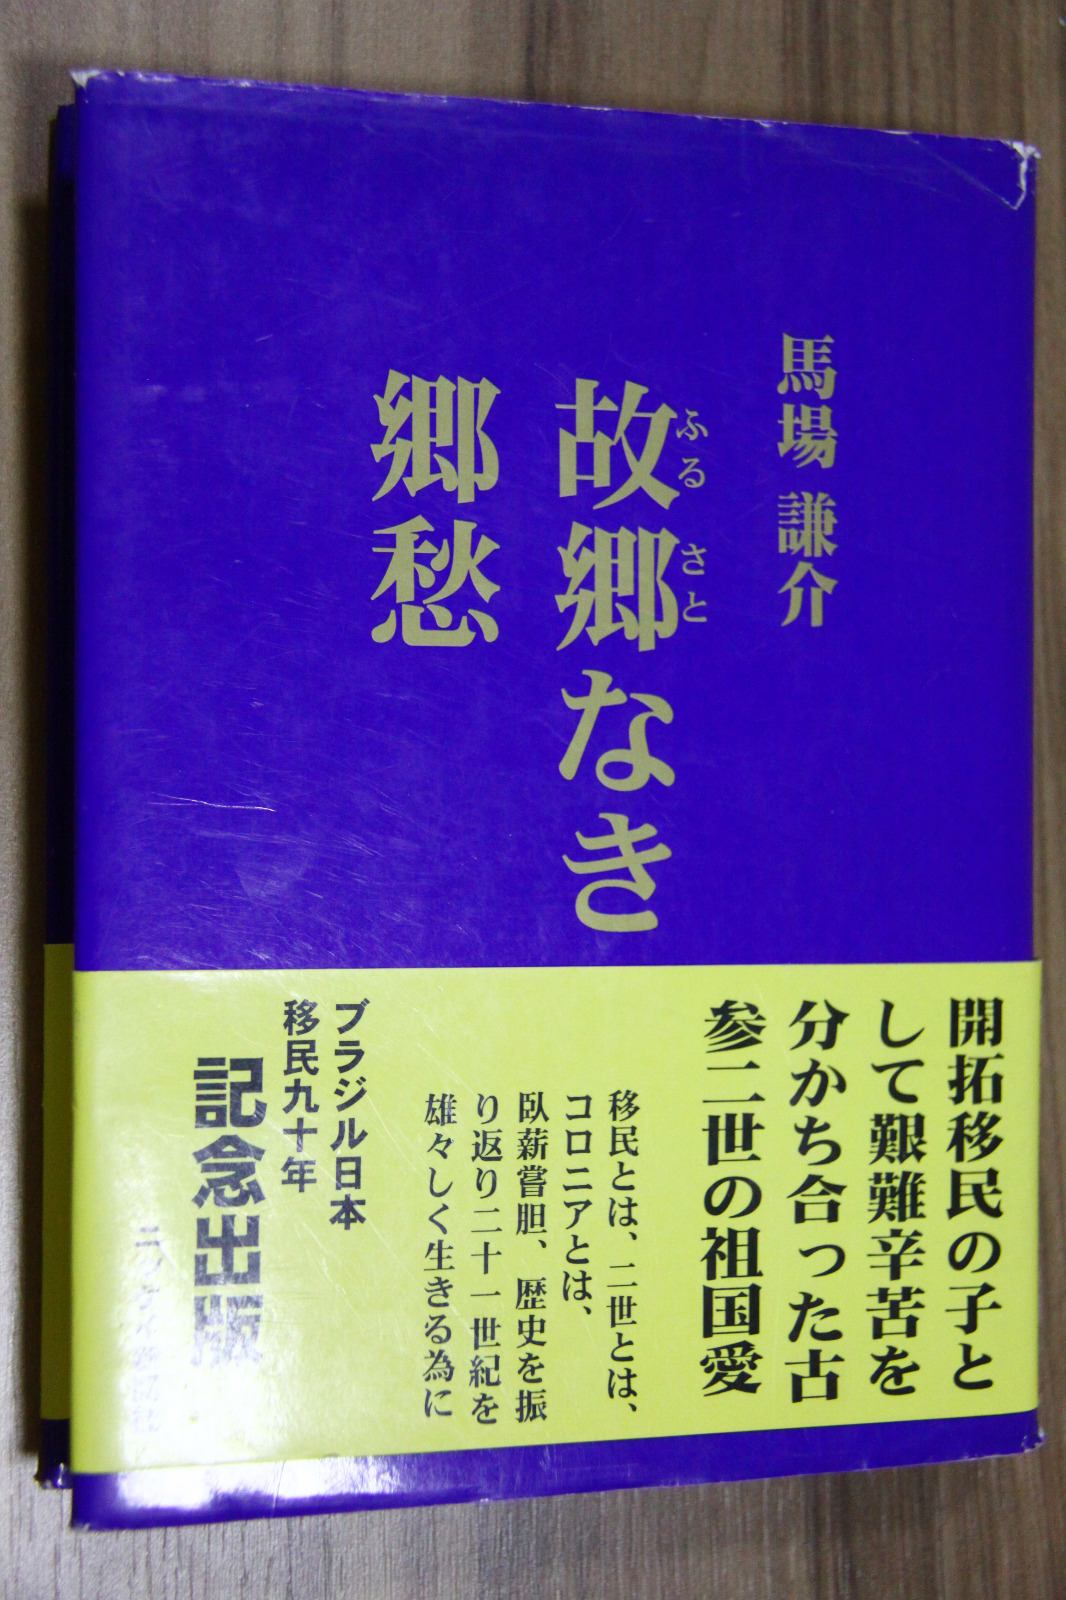 馬場 謙介
故郷なき
ふるさと
郷愁
開拓移民の子と
して艱難辛苦を
分かち合った古
参二世の祖国愛
移民とは、二世とは、
コロニアとは、
臥薪嘗胆、歴史を振
り返り二十一世紀を
雄々しく生きる為に
ブラジル日本
移民九十年
記念出版